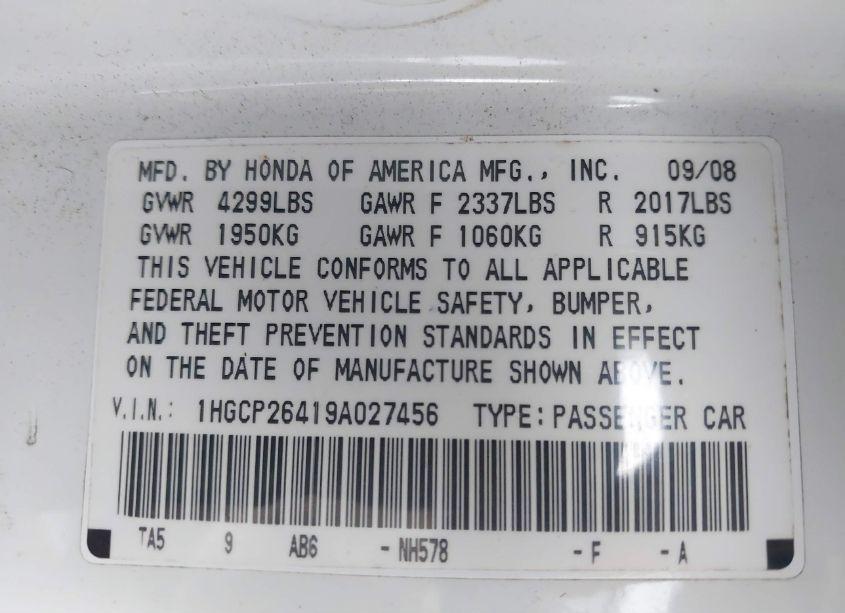 MFD. BY HONDA OF AMERICA MFG., INC. 09/08
GVWR 4299LBS GAWR F 2337LBS R 2017LBS
GVWR 1950KG GAWR F 1060KG R 915KG
THIS VEHICLE CONFORMS TO ALL APPLICABLE
FEDERAL MOTOR VEHICLE SAFETY, BUMPER,
AND THEFT PREVENTION STANDARDS IN EFFECT
ON THE DATE OF MANUFACTURE SHOWN ABOVE.
V.I.N.: 1HGCP26419A027456 TYPE: PASSENGER CAR
TA5 9 AB6 - NH578 - F - A